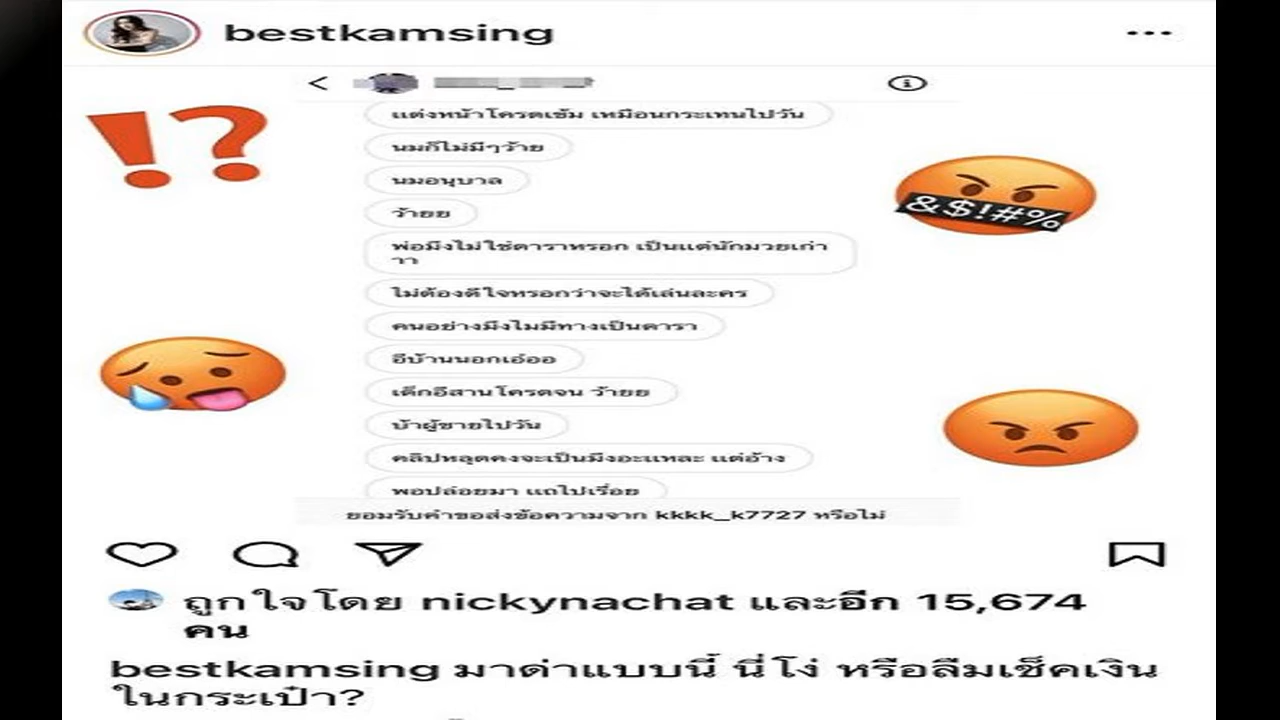 bestkamsing
!?
แต่งหน้าโครตเข้ม เหมือนกระเทนไปวัน
นมก็ไม่มีๆว้าย
นมอนุบาล
ว้ายย
&$!#%
พ่อมึงไม่ใช่ดาราหรอก เป็นแต่นักมวยเก่า
าา
ไม่ต้องดีใจหรอกว่าจะได้เล่นละคร
คนอย่างมึงไมมีทางเป็นดารา
อีบ้านนอกเอ๋ออ
เด็กอีสานโครตจน ว้ายย
บ้าผู้ชายไปวัน
คลิปหลุดคงจะเป็นมึงอะแหละ แต่อ้าง
พอปล่อยมา แถไปเรื่อย
ยอมรับคำขอส่งข้อความจาก kkkk_k7727 หรือไม่
ถูกใจโดย nickynachat และอีก 15,674
คน
bestkamsing มาด่าแบบนี้ นี่โง่ หรือลืมเช็คเงิน
ในกระเป๋า?